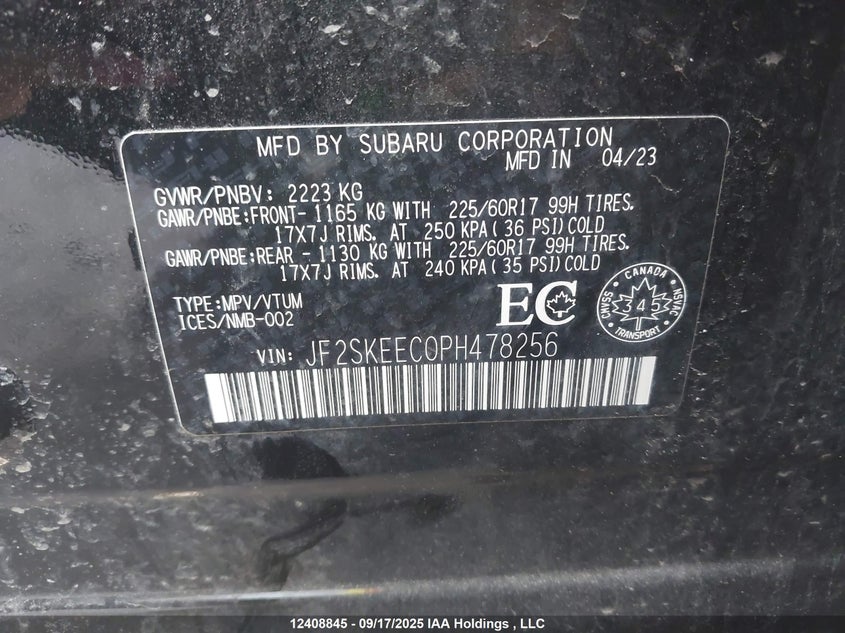 MFD BY SUBARU CORPORATION
MFD IN 04/23
GVWR/PNBV: 2223 KG
GAWR/PNBE:FRONT- 1165 KG WITH 225/60R17 99H TIRES.
17X7J RIMS. AT 250 KPA(36 PSI)COLD
GAWR/PNBE:REAR - 1130 KG WITH 225/60R17 99H TIRES.
17X7J RIMS. AT 240 KPA(35 PSI)COLD
TYPE:MPV/VTUM
ICES/NMB-002
EC
CANADA
CMVSS
345
NSVAC
TRANSPORT
VIN: JF2SKEEC0PH478256
12408845 - 09/17/2025 IAA Holdings , LLC